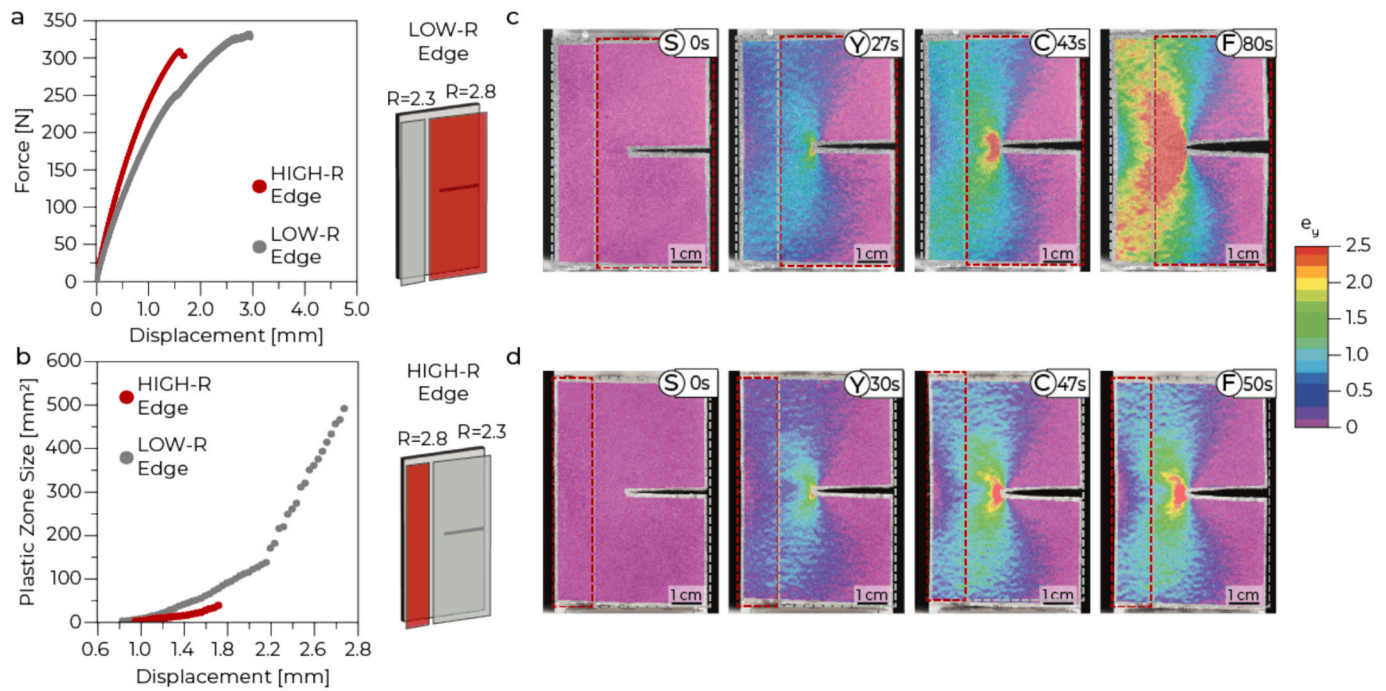 a
350
300
250
200
150
100
50
0
Force [N]
0 1.0 2.0 3.0 4.0 5.0
Displacement [mm]
HIGH-R
Edge
LOW-R
Edge
LOW-R
Edge
R=2.3 R=2.8
b
600
500
400
300
200
100
0
Plastic Zone Size [mm²]
0.6 1.0 1.4 1.8 2.2 2.6 2.8
Displacement [mm]
HIGH-R
Edge
LOW-R
Edge
HIGH-R
Edge
R=2.8 R=2.3
c
S 0s
1 cm
Y 27s
1 cm
C 43s
1 cm
F 80s
1 cm
d
S 0s
1 cm
Y 30s
1 cm
C 47s
1 cm
F 50s
1 cm
e_y
2.5
2.0
1.5
1.0
0.5
0